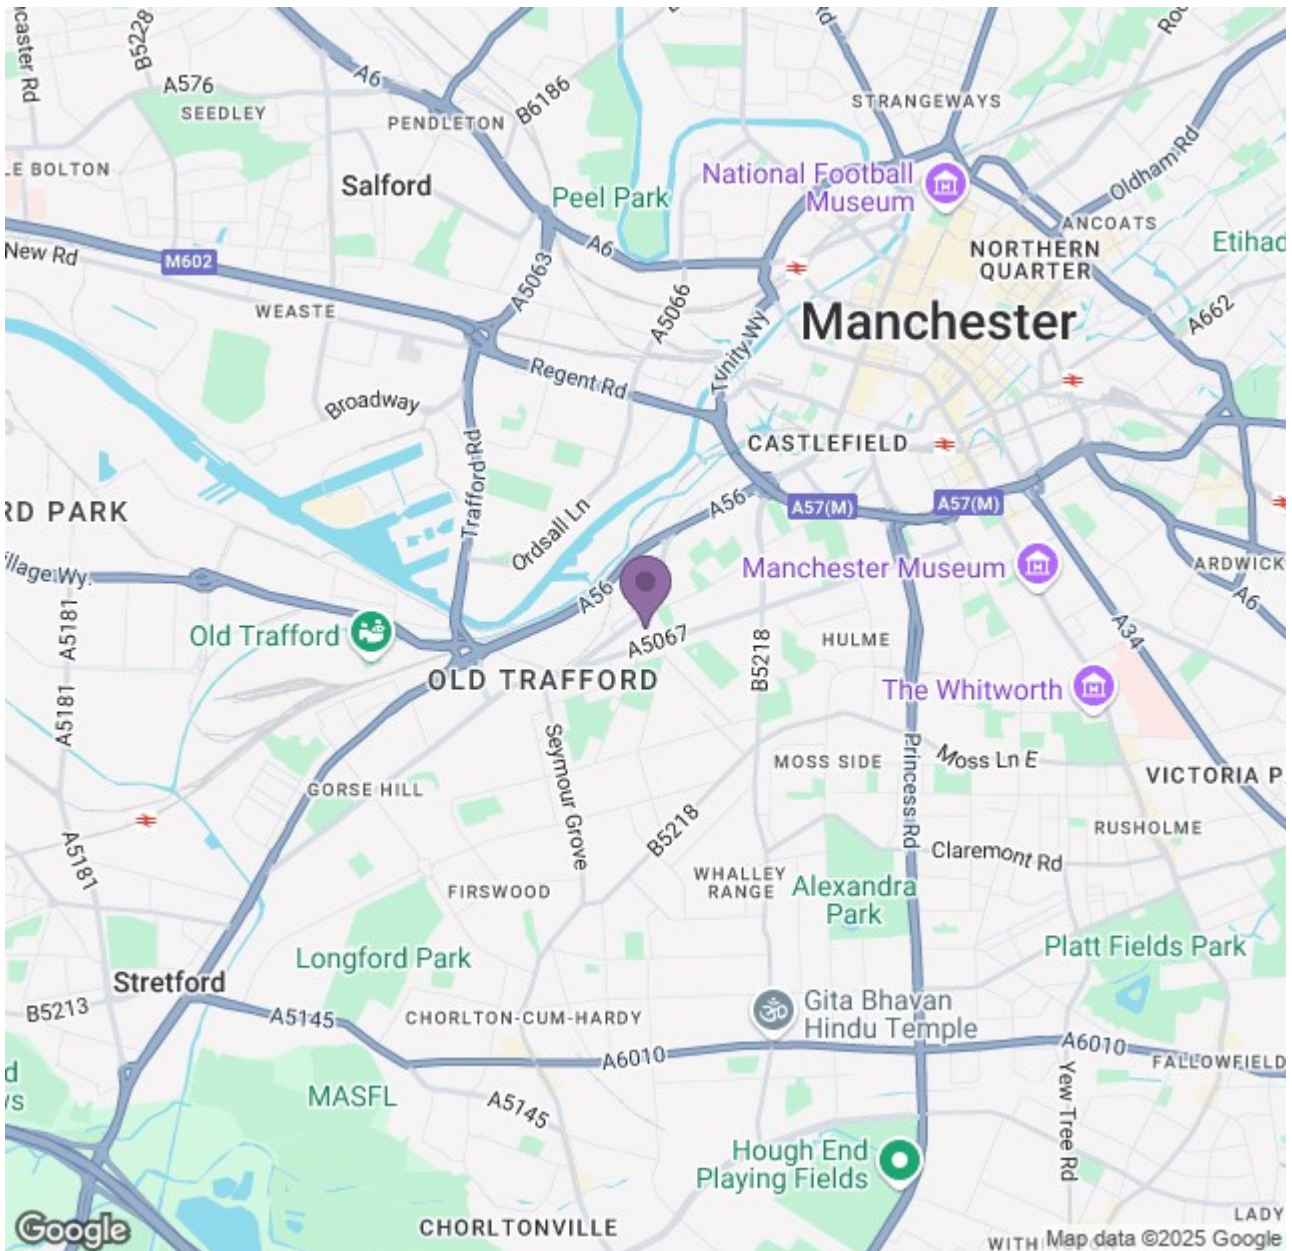 caster Rd
B5228
A576
SEEDLEY
A6
PENDLETON
B6186
STRANGEWAYS
Oldham Rd
LE BOLTON
Salford
Peel Park
National Football
Museum
ANCOATS
NORTHERN
QUARTER
Etihad
New Rd
M602
A6
A5063
A5066
WEASTE
Trinity Wy
Manchester
A662
Regent Rd
Broadway
CASTLEFIELD
Trafford Rd
RD PARK
Ordsall Ln
A56
A57(M)
A57(M)
illage Wy.
A5181
A56
Manchester Museum
ARDWICK
A6
Old Trafford
A5067
B5218
HULME
A34
OLD TRAFFORD
The Whitworth
A5181
Seymour Grove
Princess Rd
MOSS SIDE
Moss Ln E
VICTORIA P
GORSE HILL
B5218
RUSHOLME
A5181
Claremont Rd
FIRSWOOD
WHALLEY
RANGE
Alexandra
Park
Longford Park
Platt Fields Park
Stretford
B5213
A5145
CHORLTON-CUM-HARDY
Gita Bhavan
Hindu Temple
A6010
A6010
FALLOWFIELD
MASFL
A5145
Yew Tree Rd
Hough End
Playing Fields
CHORLTONVILLE
LADY
WITH
Google
Map data ©2025 Google